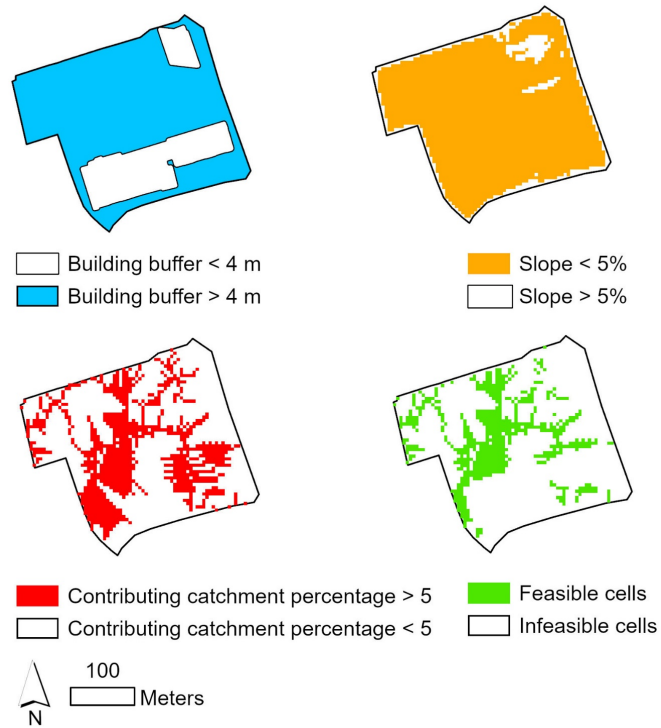 Building buffer < 4 m
Building buffer > 4 m
Slope < 5%
Slope > 5%
Contributing catchment percentage > 5
Contributing catchment percentage < 5
Feasible cells
Infeasible cells
100
Meters
N